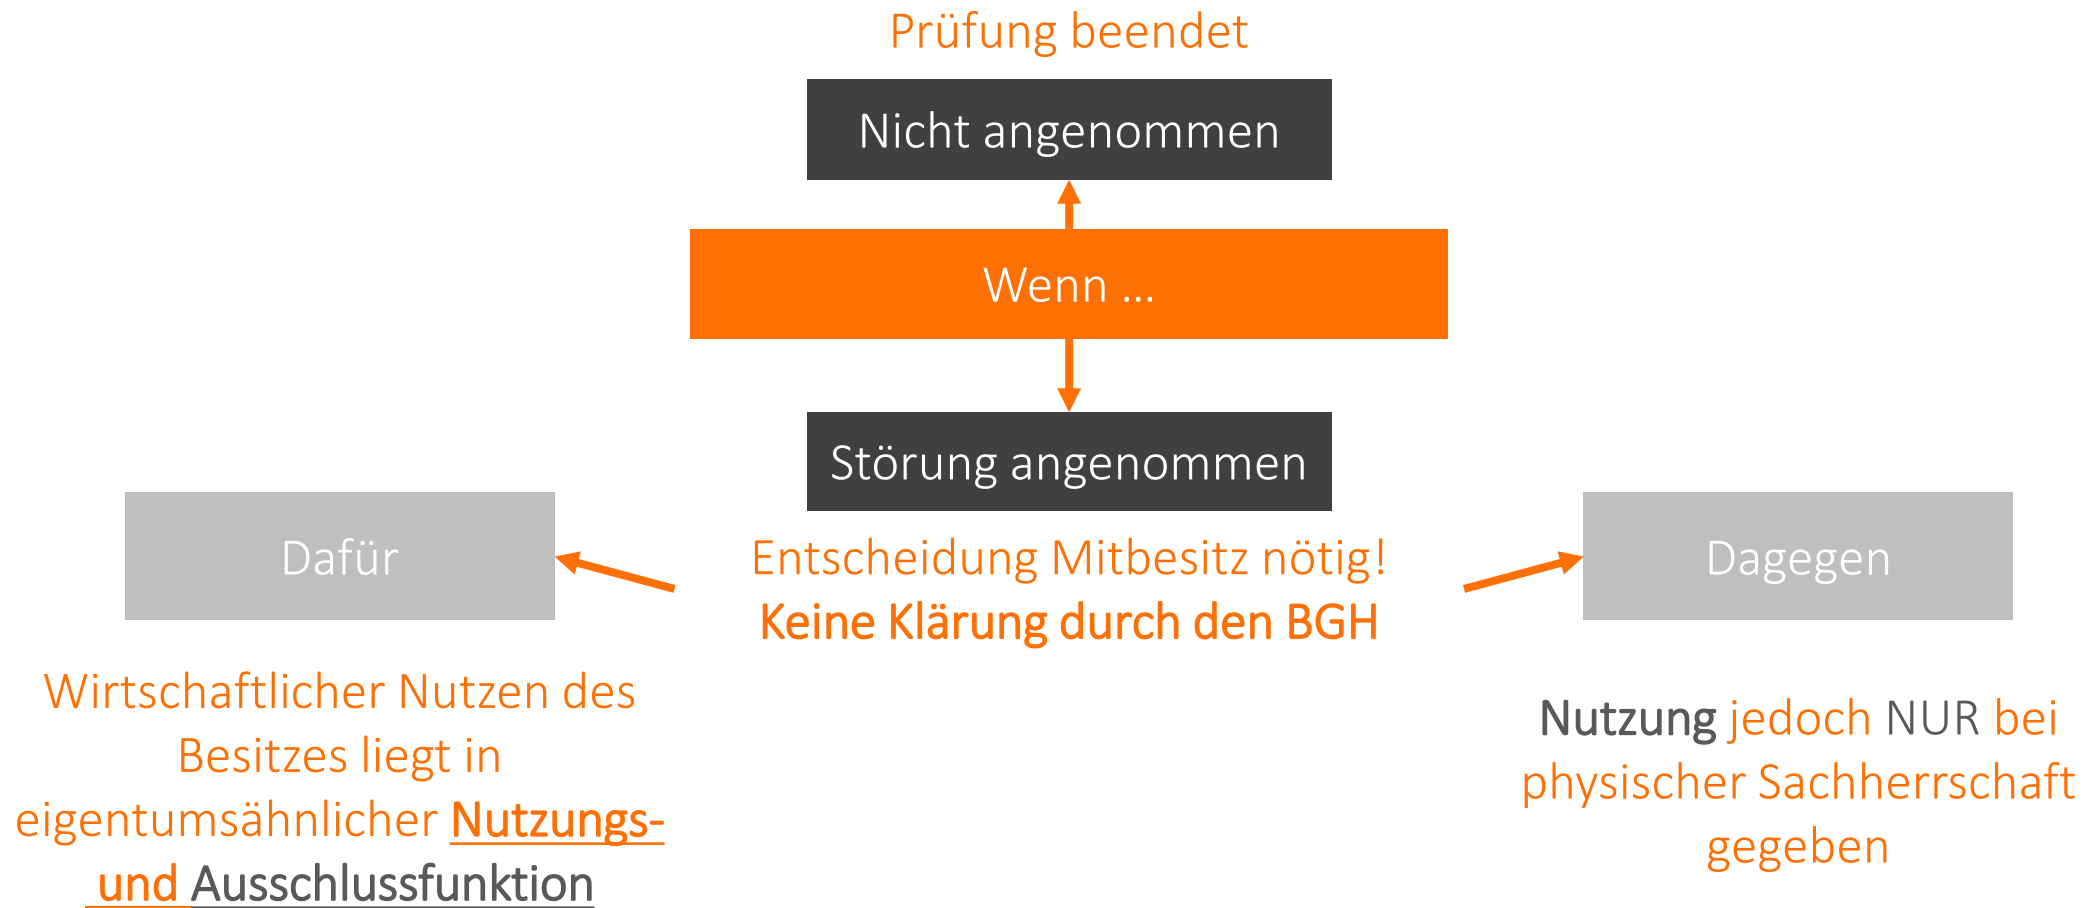 Prüfung beendet
Nicht angenommen
Wenn ...
Störung angenommen
Entscheidung Mitbesitz nötig!
Keine Klärung durch den BGH
Dafür
Wirtschaftlicher Nutzen des
Besitzes liegt in
eigentumsähnlicher Nutzungs-
und Ausschlussfunktion
Dagegen
Nutzung jedoch NUR bei
physischer Sachherrschaft
gegeben